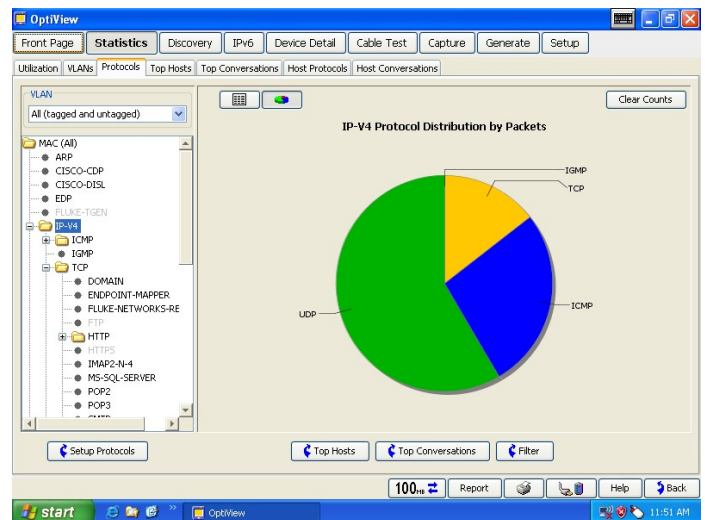 OptiView
Front Page Statistics Discovery IPv6 Device Detail Cable Test Capture Generate Setup
Utilization VLANs Protocols Top Hosts Top Conversations Host Protocols Host Conversations
VLAN
All (tagged and untagged)
Clear Counts
IP-V4 Protocol Distribution by Packets
MAC (All)
ARP
CISCO-CDP
CISCO-DISL
EDP
FLUKE-TGEN
IP-V4
ICMP
IGMP
TCP
DOMAIN
ENDPOINT-MAPPER
FLUKE-NETWORKS-RE
FTP
HTTP
HTTPS
IMAP2-N-4
MS-SQL-SERVER
POP2
POP3
IGMP
TCP
UDP
ICMP
Setup Protocols Top Hosts Top Conversations Filter
100MB Report Help Back
start OptiView 11:51 AM